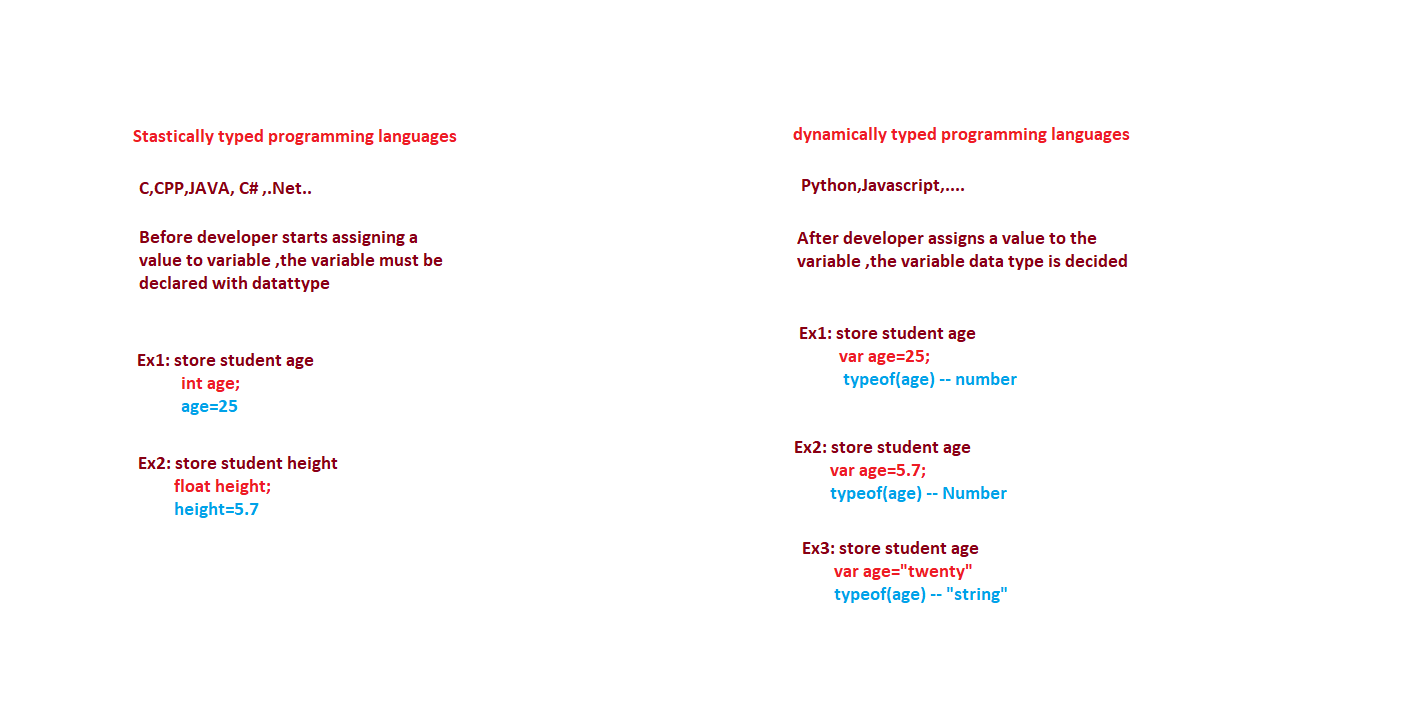 Stastically typed programming languages
C,CPP,JAVA, C# ,.Net..
Before developer starts assigning a
value to variable ,the variable must be
declared with datattype
Ex1: store student age
int age;
age=25
Ex2: store student height
float height;
height=5.7
dynamically typed programming languages
Python,Javascript,....
After developer assigns a value to the
variable ,the variable data type is decided
Ex1: store student age
var age=25;
typeof(age) -- number
Ex2: store student age
var age=5.7;
typeof(age) -- Number
Ex3: store student age
var age="twenty"
typeof(age) -- "string"